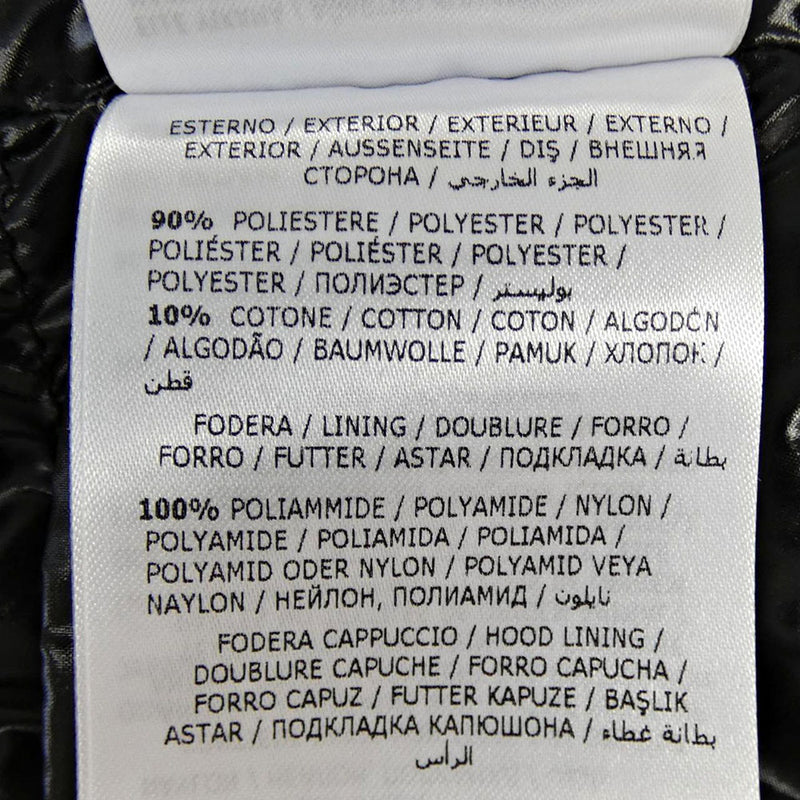 ESTERNO / EXTERIOR / EXTERIEUR / EXTERNO /
EXTERIOR / AUSSENSEITE / DIŞ / ВНЕШНЯЯ
СТОРОНА / الجزء الخارجي
90% POLIESTERE / POLYESTER / POLYESTER /
POLIÉSTER / POLIÉSTER / POLYESTER /
POLYESTER / ПОЛИЭСТЕР / بوليستر
10% COTONE / COTTON / COTON / ALGODÓN
/ ALGODÃO / BAUMWOLLE / PAMUK / ХЛОПОК /
قطن
FODERA / LINING / DOUBLURE / FORRO /
FORRO / FUTTER / ASTAR / ПОДКЛАДКА / بطانة
100% POLIAMMIDE / POLYAMIDE / NYLON /
POLYAMIDE / POLIAMIDA / POLIAMIDA /
POLYAMID ODER NYLON / POLYAMID VEYA
NAYLON / НЕЙЛОН, ПОЛИАМИД / نايلون
FODERA CAPPUCCIO / HOOD LINING /
DOUBLURE CAPUCHE / FORRO CAPUCHA /
FORRO CAPUZ / FUTTER KAPUZE / BAŞLIK
ASTAR / ПОДКЛАДКА КАПЮШОНА / بطانة غطاء
الرأس